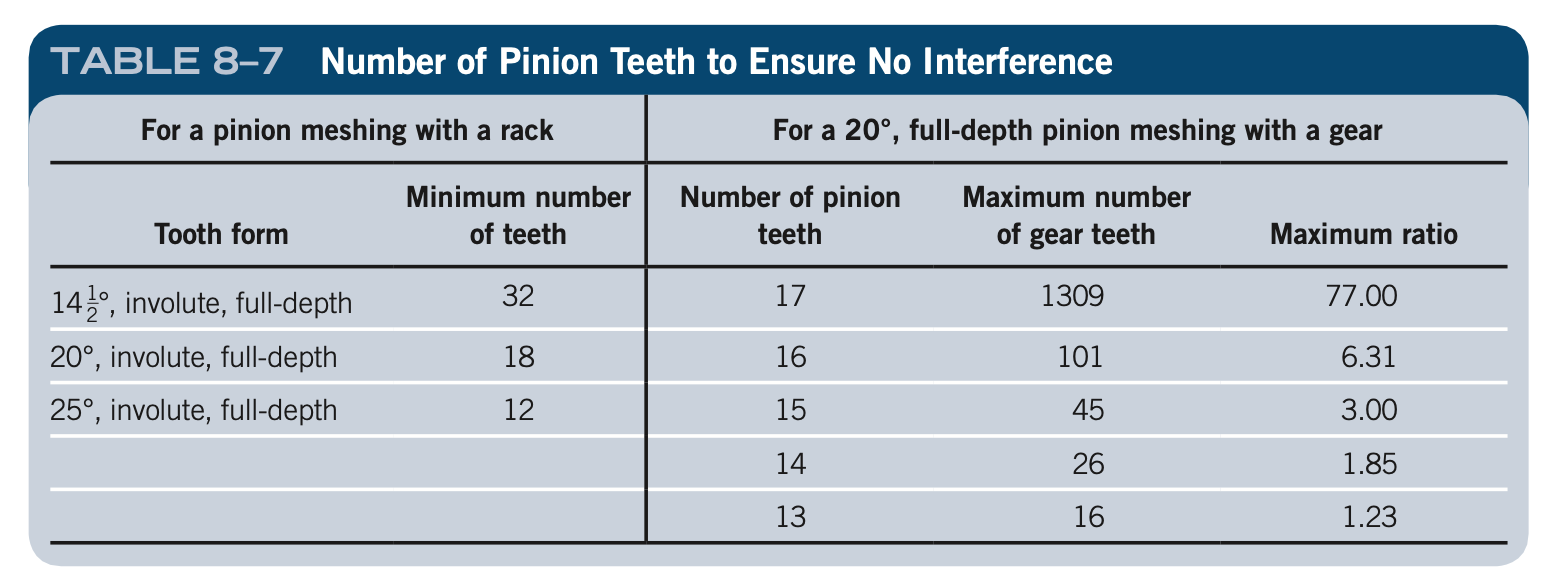 TABLE 8–7 Number of Pinion Teeth to Ensure No Interference
For a pinion meshing with a rack For a 20°, full-depth pinion meshing with a gear
Minimum number Number of pinion Maximum number
Tooth form of teeth teeth of gear teeth Maximum ratio
14 1/2°, involute, full-depth 32 17 1309 77.00
20°, involute, full-depth 18 16 101 6.31
25°, involute, full-depth 12 15 45 3.00
14 26 1.85
13 16 1.23